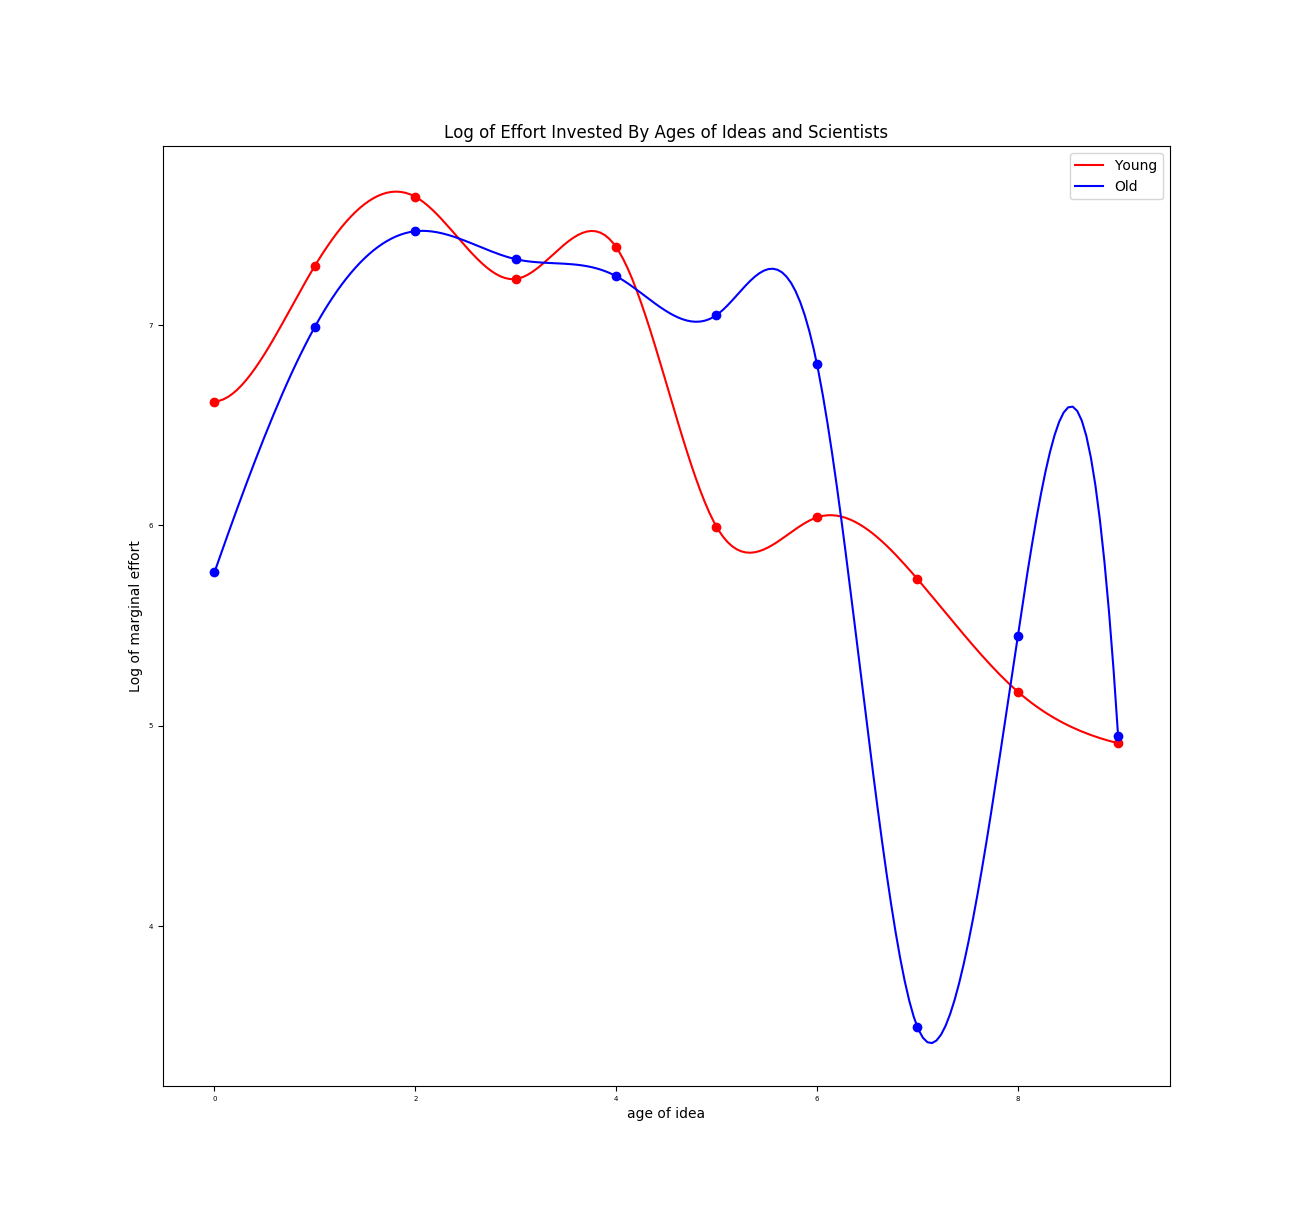 Log of Effort Invested By Ages of Ideas and Scientists
Young
Old
7
6
5
4
Log of marginal effort
0 2 4 6 8
age of idea